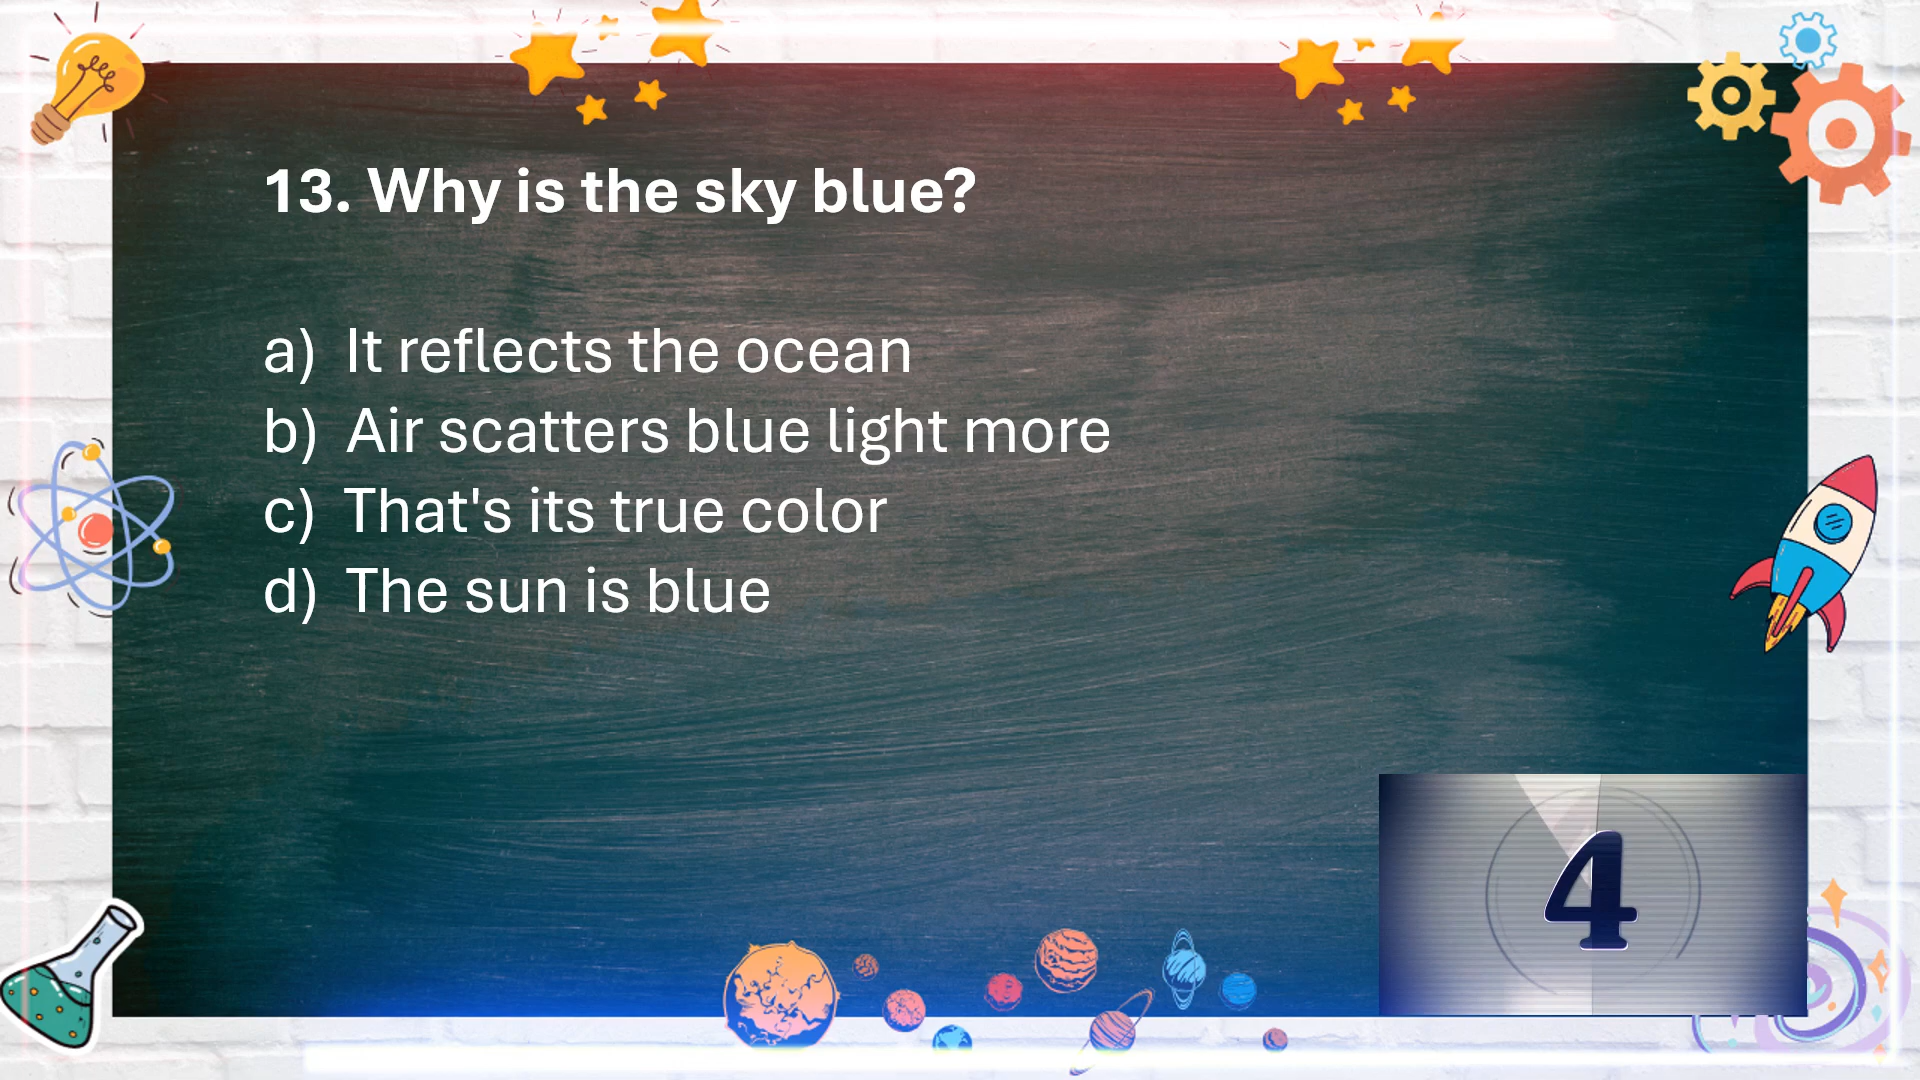 13. Why is the sky blue?
a) It reflects the ocean
b) Air scatters blue light more
c) That's its true color
d) The sun is blue
4